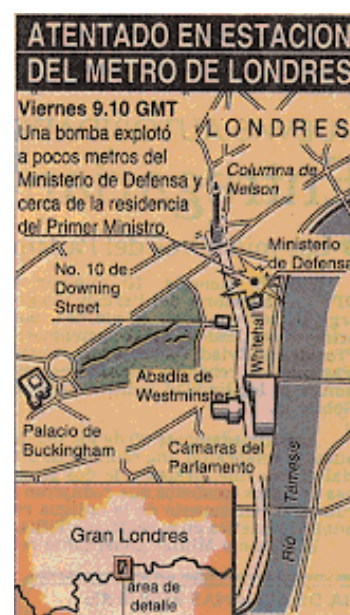 ATENTADO EN ESTACION
DEL METRO DE LONDRES
Viernes 9.10 GMT
Una bomba explotó
a pocos metros del
Ministerio de Defensa y
cerca de la residencia
del Primer Ministro.
LONDRES
Columna de
Nelson
Ministerio
de Defensa
No. 10 de
Downing
Street
Whitehall
Abadía de
Westminster
Palacio de
Buckingham
Cámaras del
Parlamento
Río Támesis
Gran Londres
área de
detalle